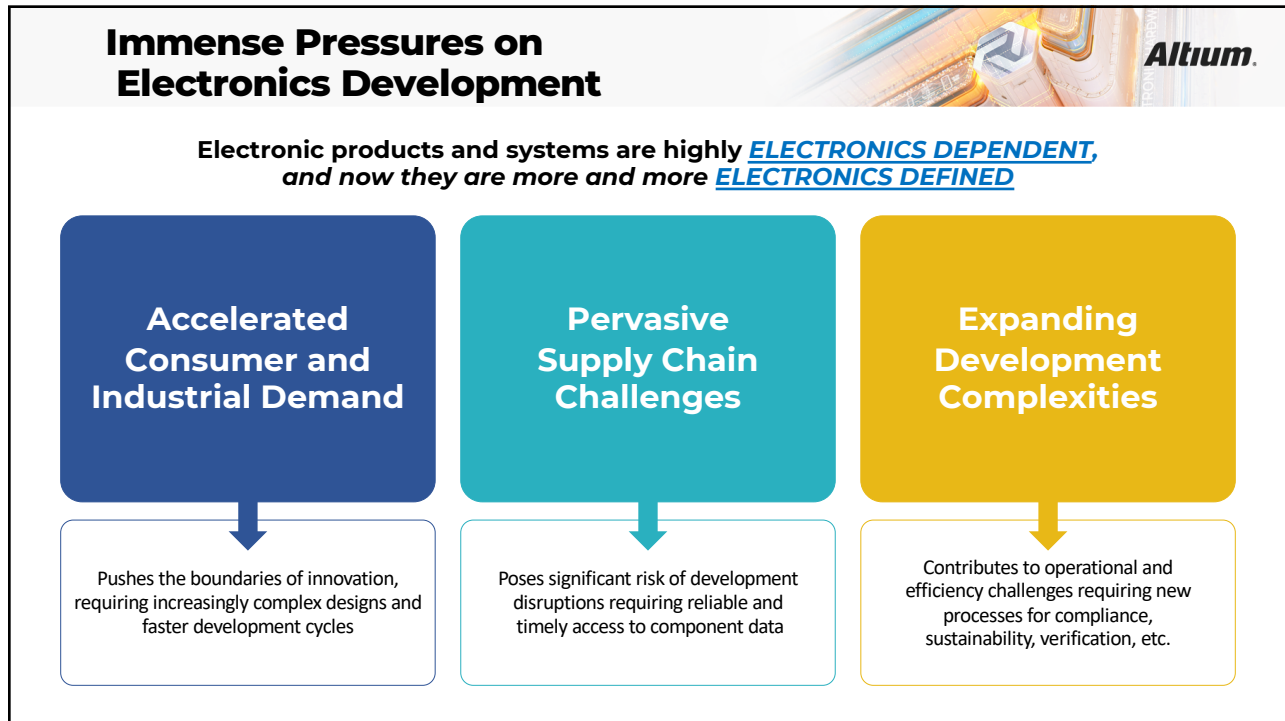 Immense Pressures on
Electronics Development
Altium.
Electronic products and systems are highly ELECTRONICS DEPENDENT,
and now they are more and more ELECTRONICS DEFINED
Accelerated
Consumer and
Industrial Demand
Pushes the boundaries of innovation,
requiring increasingly complex designs and
faster development cycles
Pervasive
Supply Chain
Challenges
Poses significant risk of development
disruptions requiring reliable and
timely access to component data
Expanding
Development
Complexities
Contributes to operational and
efficiency challenges requiring new
processes for compliance,
sustainability, verification, etc.